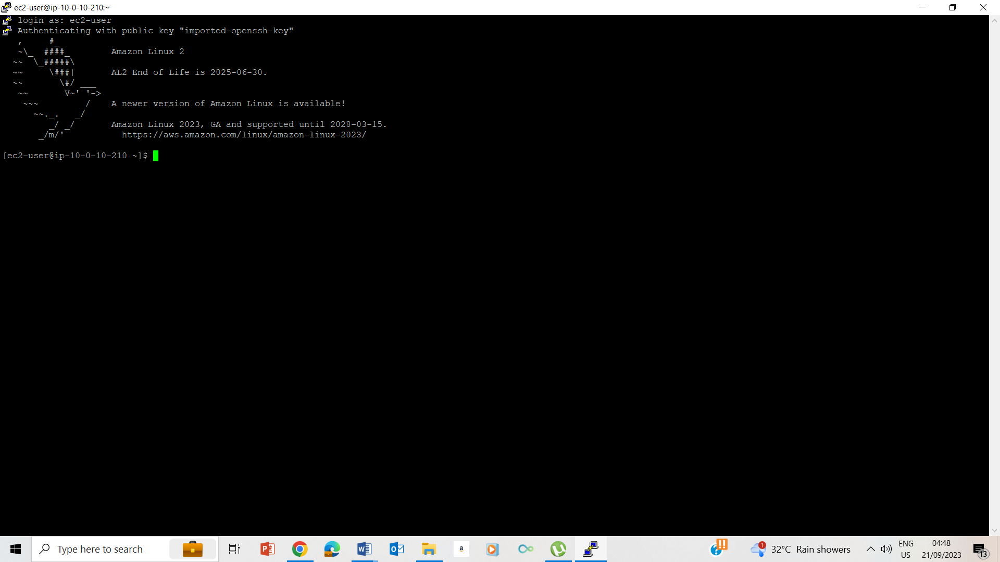 ec2-user@ip-10-0-10-210:~
login as: ec2-user
Authenticating with public key "imported-openssh-key"
   ,     #_
   ~\_  ####_        Amazon Linux 2
  ~~  \_#####\
  ~~     \###|       AL2 End of Life is 2025-06-30.
  ~~       \#/ ___
   ~~       V~' '->
    ~~~         /    A newer version of Amazon Linux is available!
      ~~._.   _/
         _/ _/       Amazon Linux 2023, GA and supported until 2028-03-15.
       _/m/'           https://aws.amazon.com/linux/amazon-linux-2023/
[ec2-user@ip-10-0-10-210 ~]$
Type here to search
a
1
32°C Rain showers
ENG
US
04:48
21/09/2023
13